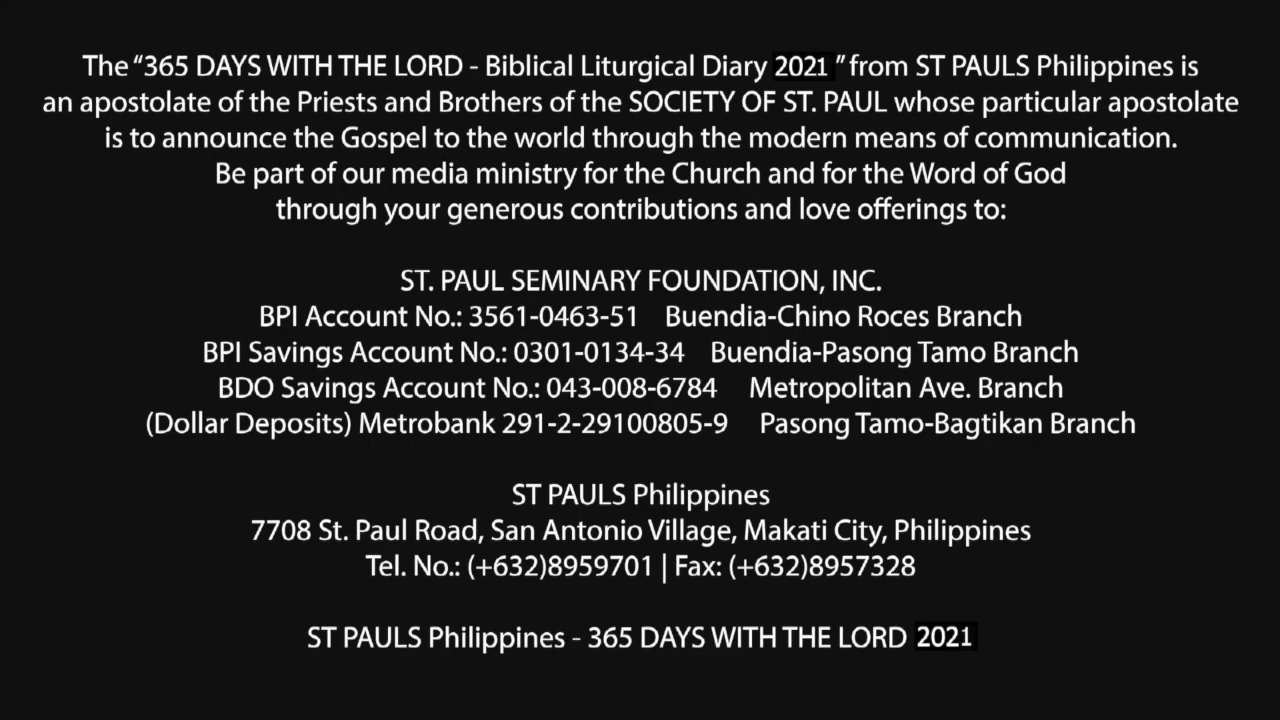 The “365 DAYS WITH THE LORD - Biblical Liturgical Diary 2021 ” from ST PAULS Philippines is
an apostolate of the Priests and Brothers of the SOCIETY OF ST. PAUL whose particular apostolate
is to announce the Gospel to the world through the modern means of communication.
Be part of our media ministry for the Church and for the Word of God
through your generous contributions and love offerings to:
ST. PAUL SEMINARY FOUNDATION, INC.
BPI Account No.: 3561-0463-51 Buendia-Chino Roces Branch
BPI Savings Account No.: 0301-0134-34 Buendia-Pasong Tamo Branch
BDO Savings Account No.: 043-008-6784 Metropolitan Ave. Branch
(Dollar Deposits) Metrobank 291-2-29100805-9 Pasong Tamo-Bagtikan Branch
ST PAULS Philippines
7708 St. Paul Road, San Antonio Village, Makati City, Philippines
Tel. No.: (+632)8959701 | Fax: (+632)8957328
ST PAULS Philippines - 365 DAYS WITH THE LORD 2021